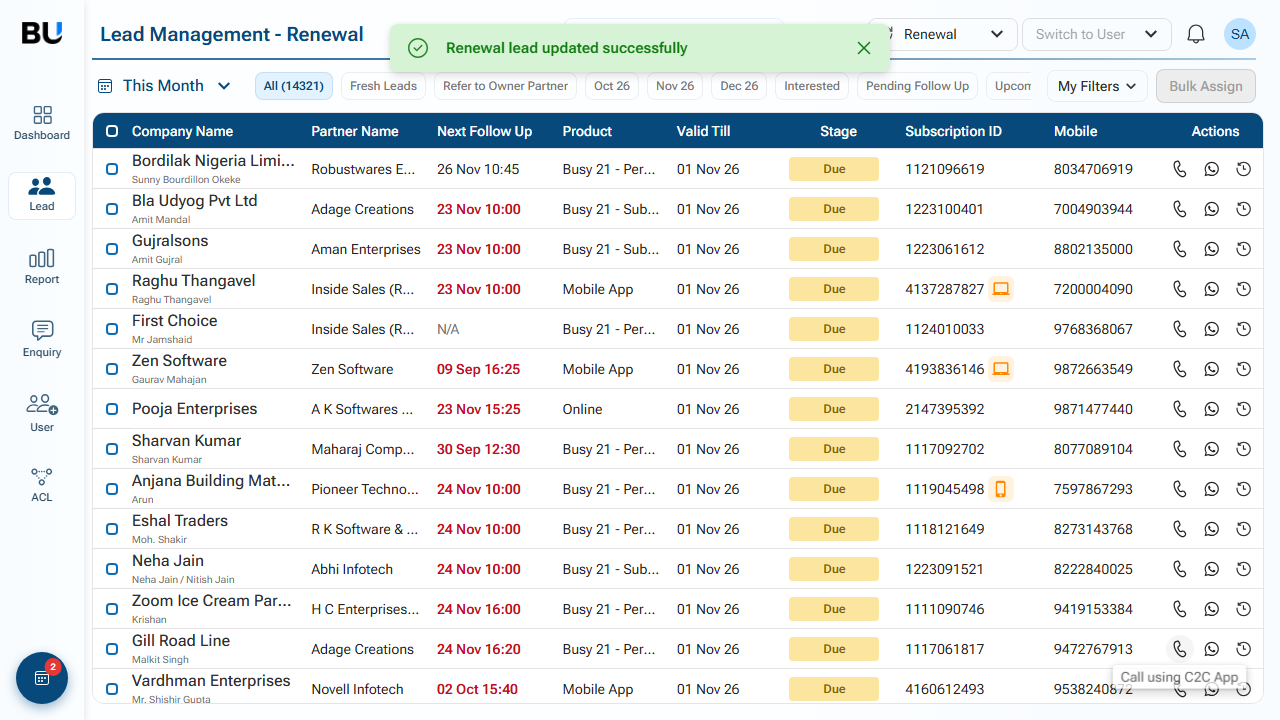 BU
Lead Management - Renewal
Renewal lead updated successfully
Renewal
Switch to User
SA
This Month
All (14321)
Fresh Leads
Refer to Owner Partner
Oct 26
Nov 26
Dec 26
Interested
Pending Follow Up
Upcom
My Filters
Bulk Assign
Dashboard
Lead
Report
Enquiry
User
ACL
2
Company Name Partner Name Next Follow Up Product Valid Till Stage Subscription ID Mobile Actions
Bordilak Nigeria Limi... Robustwares E... 26 Nov 10:45 Busy 21 - Per... 01 Nov 26 Due 1121096619 8034706919
Sunny Bourdillon Okeke
Bla Udyog Pvt Ltd Adage Creations 23 Nov 10:00 Busy 21 - Sub... 01 Nov 26 Due 1223100401 7004903944
Amit Mandal
Gujralsons Aman Enterprises 23 Nov 10:00 Busy 21 - Sub... 01 Nov 26 Due 1223061612 8802135000
Amit Gujral
Raghu Thangavel Inside Sales (R... 23 Nov 10:00 Mobile App 01 Nov 26 Due 4137287827 7200004090
Raghu Thangavel
First Choice Inside Sales (R... N/A Busy 21 - Per... 01 Nov 26 Due 1124010033 9768368067
Mr Jamshaid
Zen Software Zen Software 09 Sep 16:25 Mobile App 01 Nov 26 Due 4193836146 9872663549
Gaurav Mahajan
Pooja Enterprises A K Softwares ... 23 Nov 15:25 Online 01 Nov 26 Due 2147395392 9871477440
Sharvan Kumar Maharaj Comp... 30 Sep 12:30 Busy 21 - Per... 01 Nov 26 Due 1117092702 8077089104
Sharvan Kumar
Anjana Building Mat... Pioneer Techno... 24 Nov 10:00 Busy 21 - Per... 01 Nov 26 Due 1119045498 7597867293
Arun
Eshal Traders R K Software & ... 24 Nov 10:00 Busy 21 - Per... 01 Nov 26 Due 1118121649 8273143768
Moh. Shakir
Neha Jain Abhi Infotech 24 Nov 10:00 Busy 21 - Sub... 01 Nov 26 Due 1223091521 8222840025
Neha Jain / Nitish Jain
Zoom Ice Cream Par... H C Enterprises... 24 Nov 16:00 Busy 21 - Per... 01 Nov 26 Due 1111090746 9419153384
Krishan
Gill Road Line Adage Creations 24 Nov 16:20 Busy 21 - Per... 01 Nov 26 Due 1117061817 9472767913
Malkit Singh
Call using C2C App
Vardhman Enterprises Novell Infotech 02 Oct 15:40 Mobile App 01 Nov 26 Due 4160612493 9538240872
Mr. Shishir Gupta